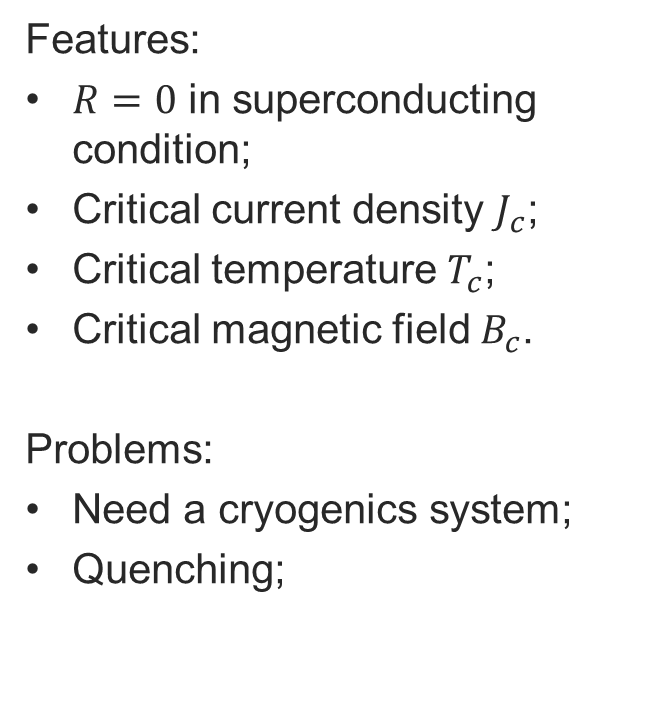 Features:
• R = 0 in superconducting
condition;
• Critical current density J_c;
• Critical temperature T_c;
• Critical magnetic field B_c.
Problems:
• Need a cryogenics system;
• Quenching;